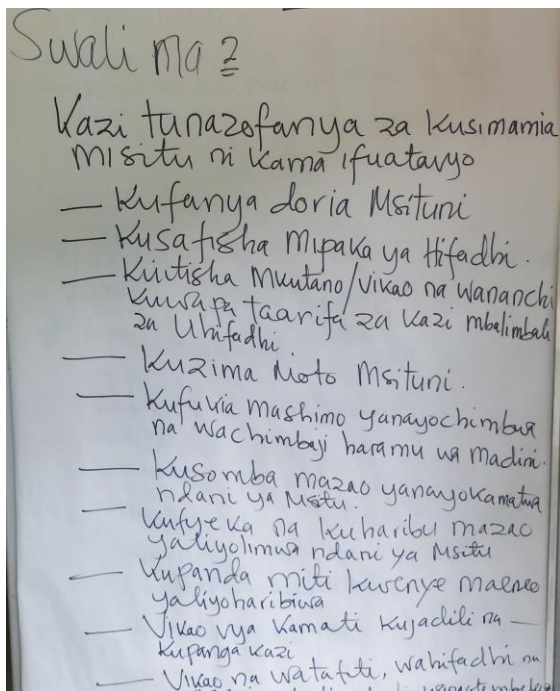 Swali ma 2
Kazi tunazofanya za kusimamia
misitu ni kama ifuatavyo
— Kufanya doria Msituni
— Kusafisha Mipaka ya Hifadhi.
— Kuitisha Mkutano/vikao na wananchi
kuwapa taarifa za kazi mbalimbali
za Uhifadhi.
— Kuzima Moto Msituni.
— Kufukia mashimo yanayochimbwa
na wachimbaji haramu wa madini.
— Kusomba mazao yanayokamatwa
ndani ya Msitu.
— Kufyeka na kuharibu mazao
yaliyolimwa ndani ya Msitu
— Kupanda miti kwenye maeneo
yaliyoharibiwa
— Vikao vya Kamati kujadili na —
kupanga kazi
— Vikao na watafiti, wahifadhi na